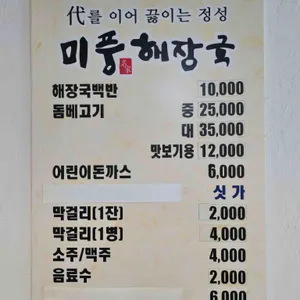 代를 이어 끓이는 정성
미풍해장국
해장국백반 10,000
돔베고기 중 25,000
대 35,000
맛보기용 12,000
어린이돈까스 6,000
싯가
막걸리(1잔) 2,000
막걸리(1병) 4,000
소주/맥주 4,000
음료수 2,000
6,000